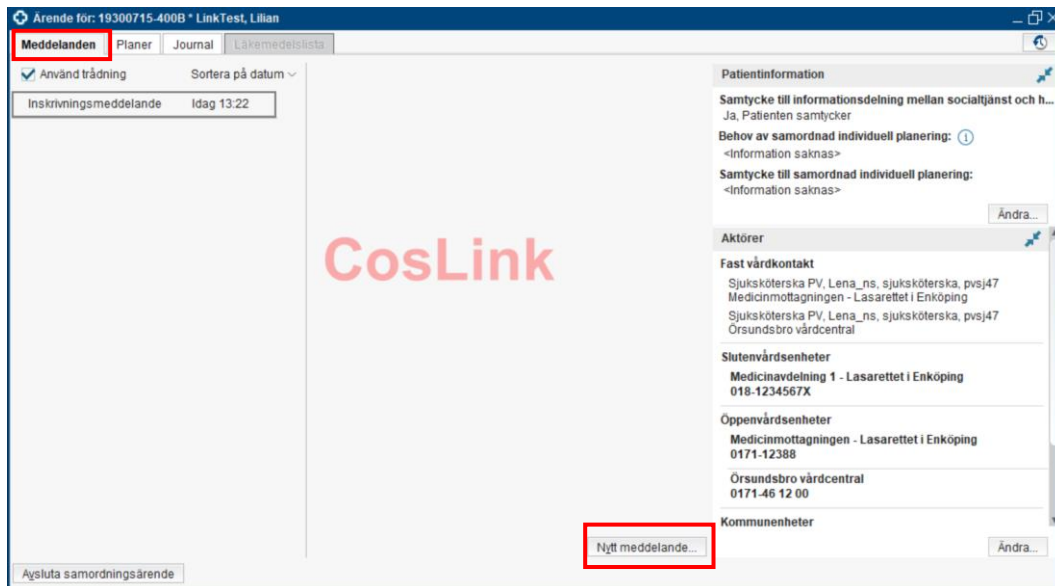 Ärende för: 19300715-400B * LinkTest, Lilian
Meddelanden Planer Journal Läkemedelslista
Använd trådning Sortera på datum
Inskrivningsmeddelande Idag 13:22
CosLink
Nytt meddelande...
Avsluta samordningsärende
Patientinformation
Samtycke till informationsdelning mellan socialtjänst och h...
Ja, Patienten samtycker
Behov av samordnad individuell planering:
<Information saknas>
Samtycke till samordnad individuell planering:
<Information saknas>
Ändra...
Aktörer
Fast vårdkontakt
Sjuksköterska PV, Lena_ns, sjuksköterska, pvsj47
Medicinmottagningen - Lasarettet i Enköping
Sjuksköterska PV, Lena_ns, sjuksköterska, pvsj47
Örsundsbro vårdcentral
Slutenvårdsenheter
Medicinavdelning 1 - Lasarettet i Enköping
018-1234567X
Öppenvårdsenheter
Medicinmottagningen - Lasarettet i Enköping
0171-12388
Örsundsbro vårdcentral
0171-46 12 00
Kommunenheter
Ändra...